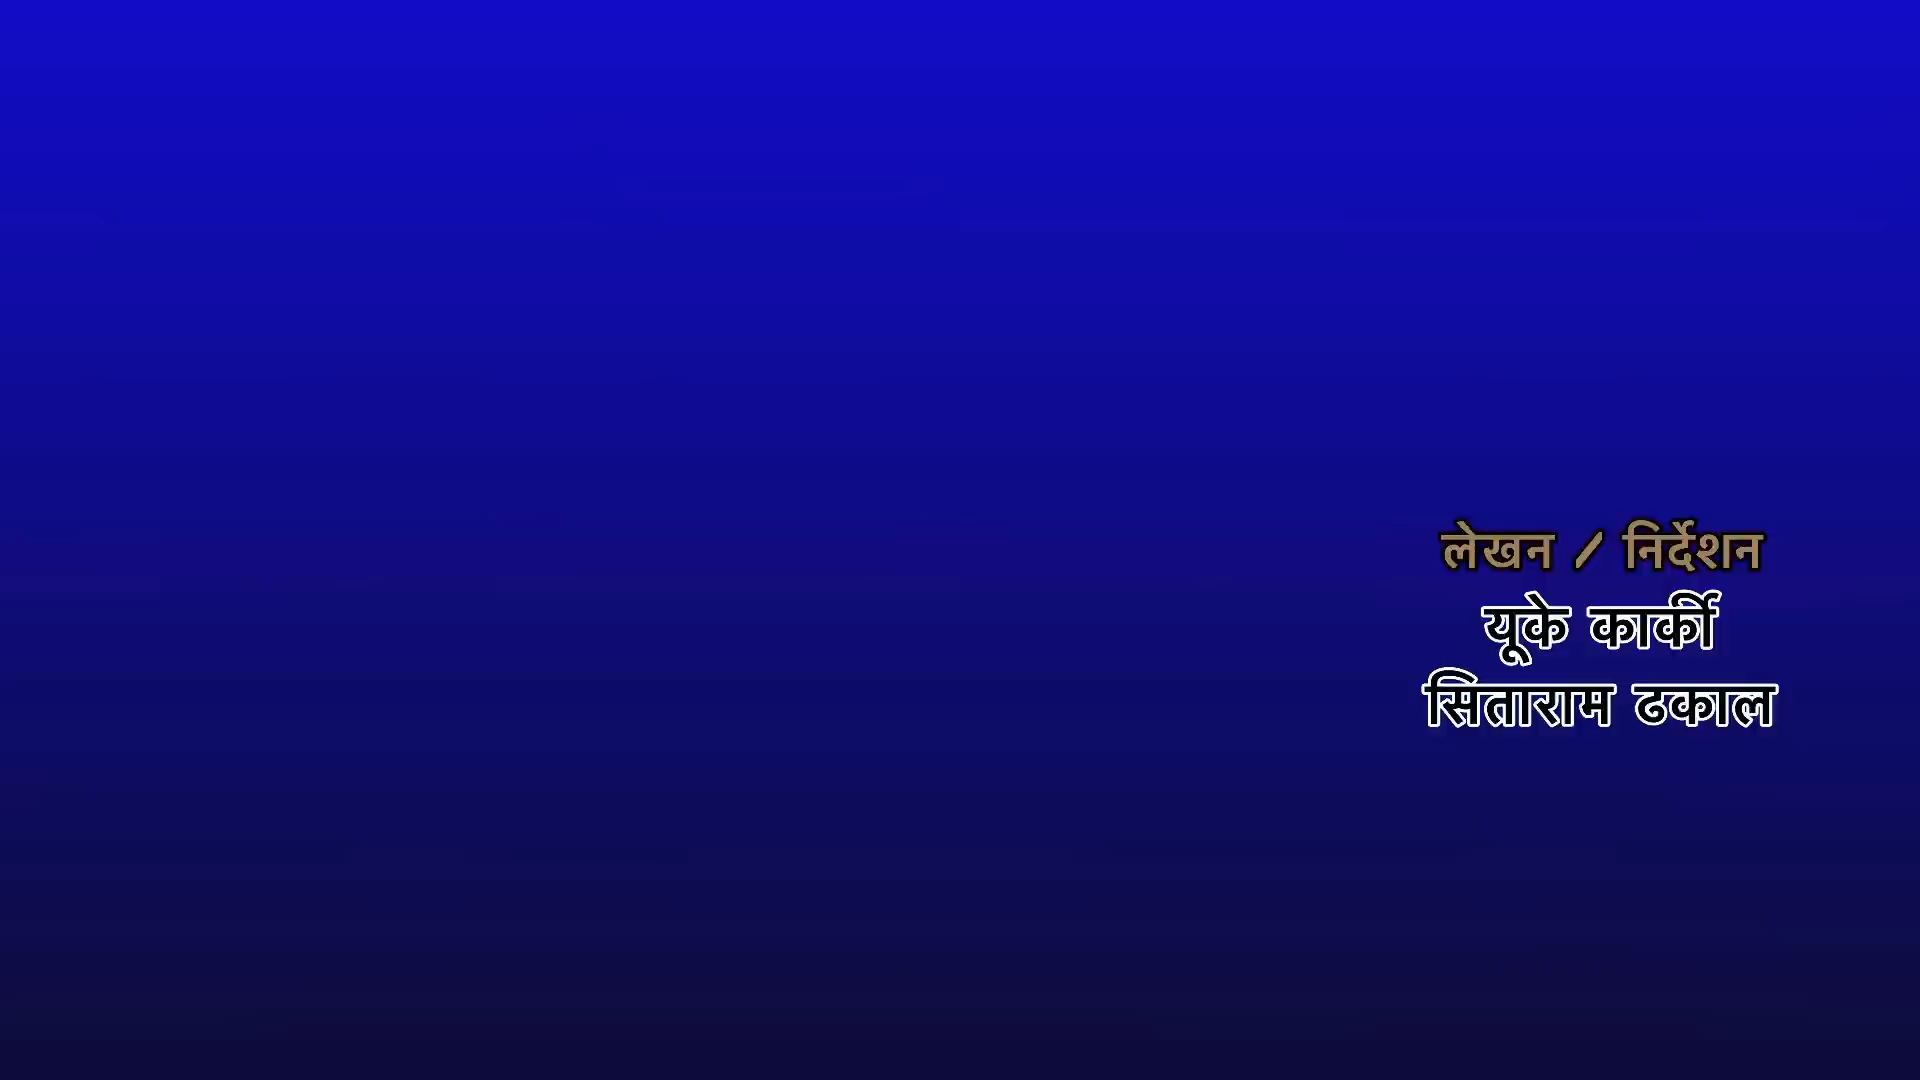 लेखन / निर्देशन
यूके कार्की
सिताराम ढकाल